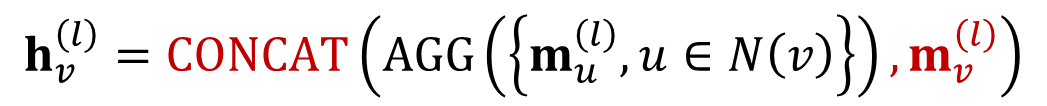 𝐡_v^{(l)} = CONCAT(AGG({𝐦_u^{(l)}, u ∈ N(v)}), 𝐦_v^{(l)})